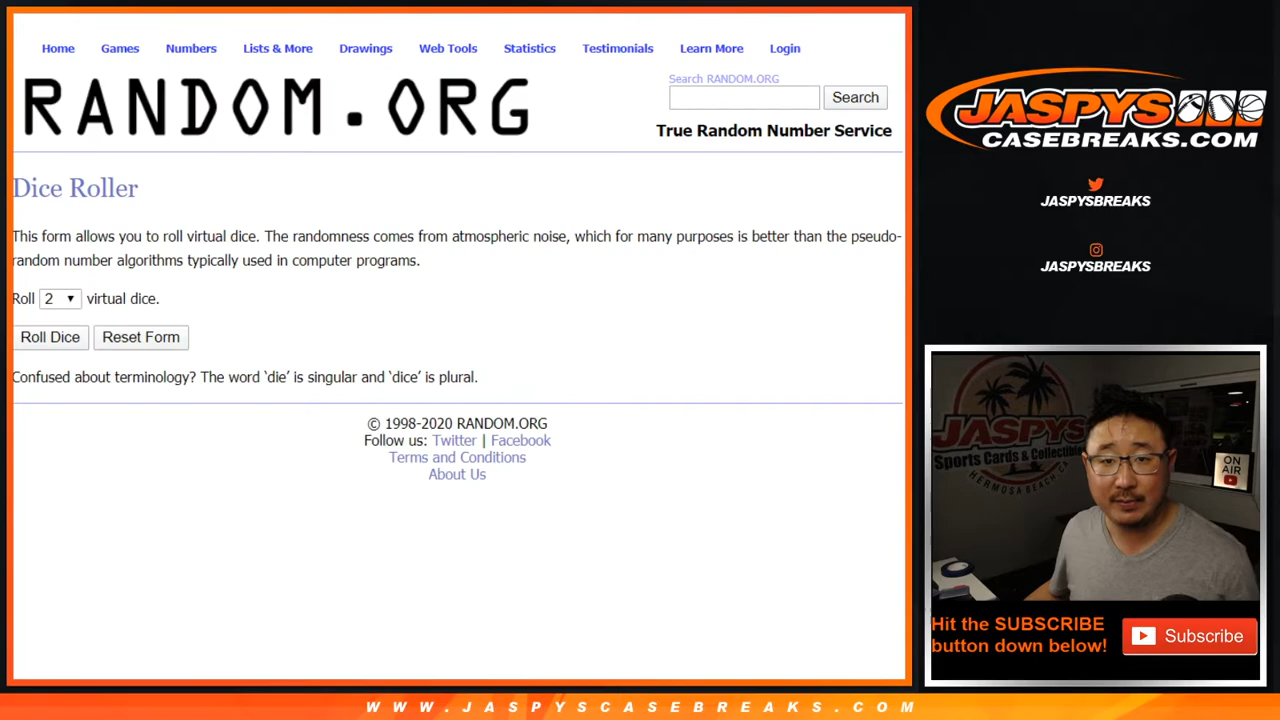 Home Games Numbers Lists & More Drawings Web Tools Statistics Testimonials Learn More Login
RANDOM.ORG
Search RANDOM.ORG
Search
True Random Number Service
Dice Roller
This form allows you to roll virtual dice. The randomness comes from atmospheric noise, which for many purposes is better than the pseudo-
random number algorithms typically used in computer programs.
Roll 2 virtual dice.
Roll Dice Reset Form
Confused about terminology? The word ‘die’ is singular and ‘dice’ is plural.
© 1998-2020 RANDOM.ORG
Follow us: Twitter | Facebook
Terms and Conditions
About Us
JASPYS
CASEBREAKS.COM
JASPYSBREAKS
JASPYSBREAKS
JASPYS
Sports Cards & Collectibles
HERMOSA BEACH, CA
ON
AIR
Hit the SUBSCRIBE
button down below!
Subscribe
WWW.JASPYSCASEBREAKS.COM